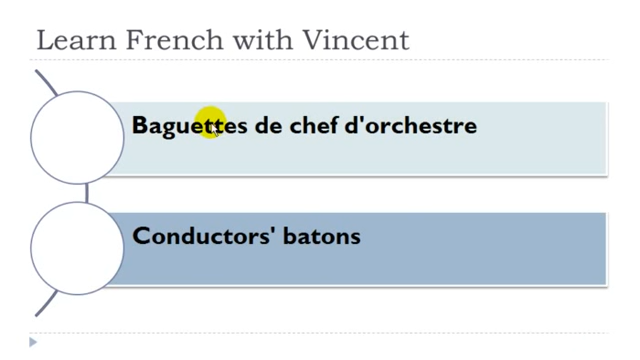 Learn French with Vincent
Baguettes de chef d'orchestre
Conductors' batons